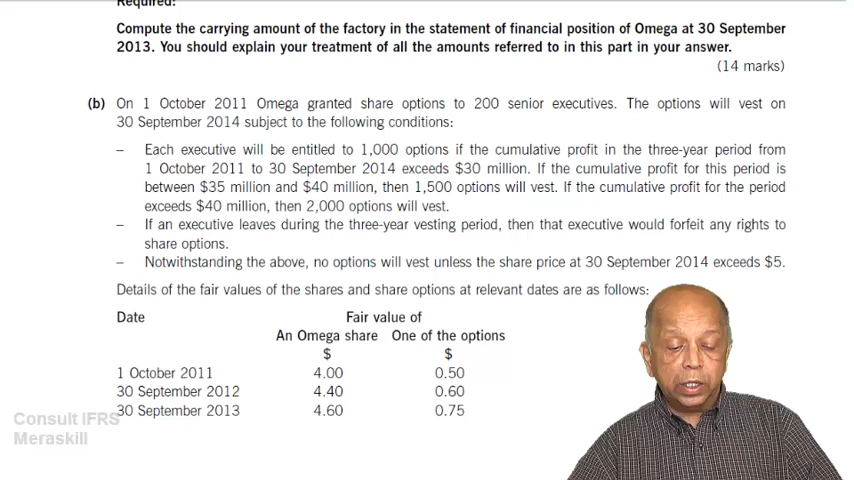 Required:
Compute the carrying amount of the factory in the statement of financial position of Omega at 30 September
2013. You should explain your treatment of all the amounts referred to in this part in your answer.
(14 marks)
(b) On 1 October 2011 Omega granted share options to 200 senior executives. The options will vest on
30 September 2014 subject to the following conditions:
– Each executive will be entitled to 1,000 options if the cumulative profit in the three-year period from
1 October 2011 to 30 September 2014 exceeds $30 million. If the cumulative profit for this period is
between $35 million and $40 million, then 1,500 options will vest. If the cumulative profit for the period
exceeds $40 million, then 2,000 options will vest.
– If an executive leaves during the three-year vesting period, then that executive would forfeit any rights to
share options.
– Notwithstanding the above, no options will vest unless the share price at 30 September 2014 exceeds $5.
Details of the fair values of the shares and share options at relevant dates are as follows:
Date Fair value of
An Omega share One of the options
$ $
1 October 2011 4.00 0.50
30 September 2012 4.40 0.60
30 September 2013 4.60 0.75
Consult IFRS
Meraskill